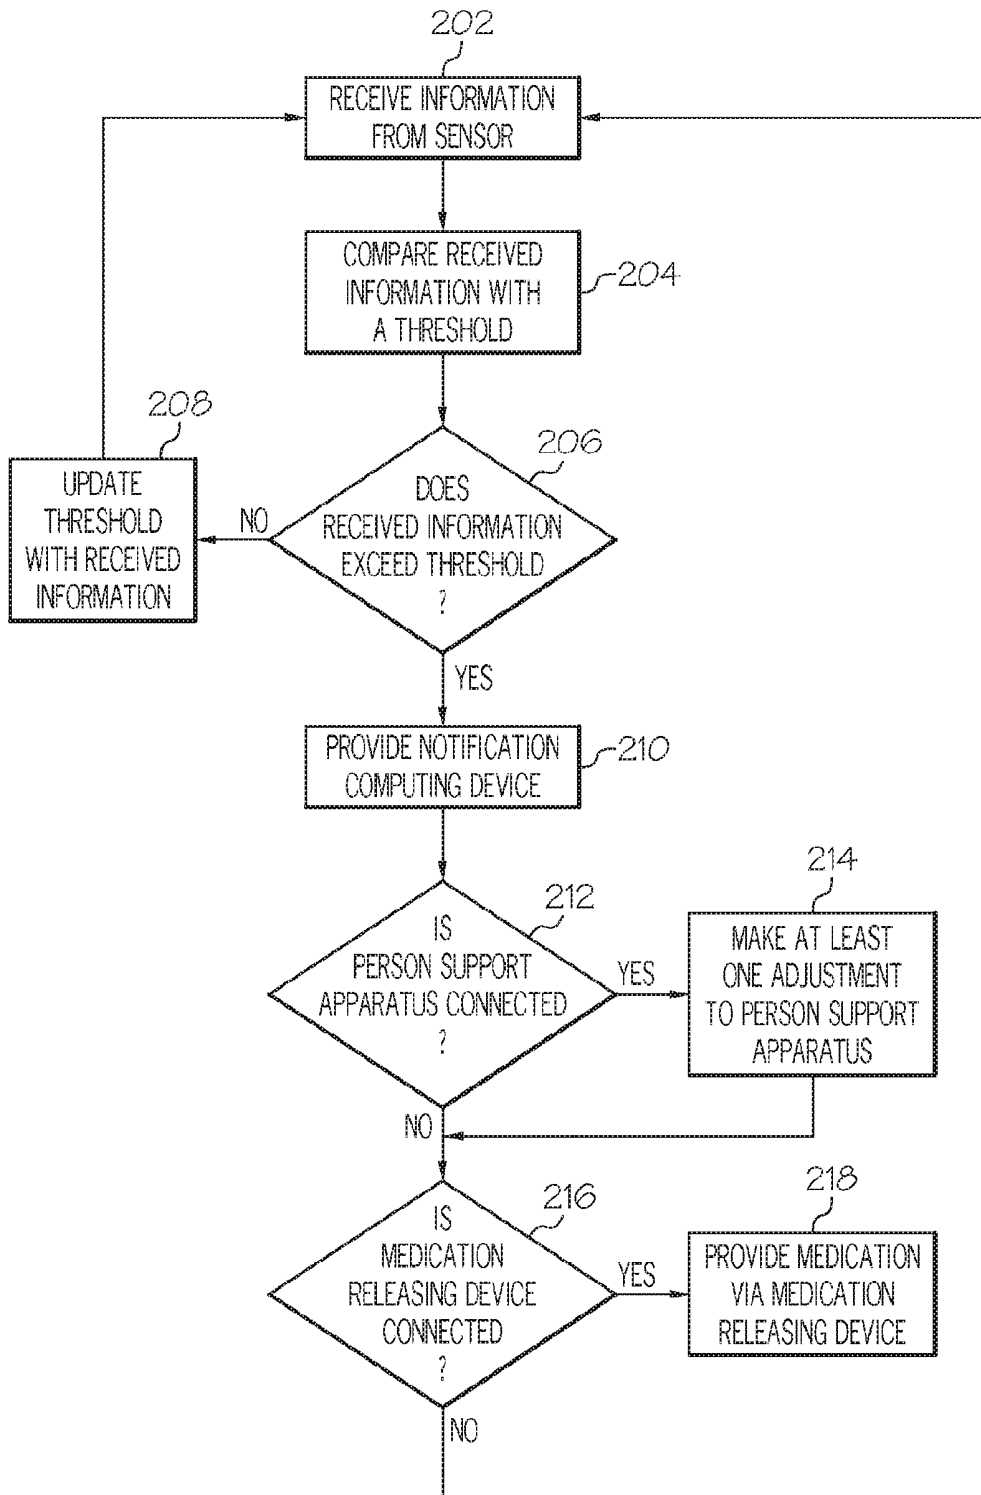 202
RECEIVE INFORMATION
FROM SENSOR
COMPARE RECEIVED
INFORMATION WITH
A THRESHOLD
204
208
UPDATE
THRESHOLD
WITH RECEIVED
INFORMATION
NO
206
DOES
RECEIVED INFORMATION
EXCEED THRESHOLD
?
YES
PROVIDE NOTIFICATION
COMPUTING DEVICE
210
212
IS
PERSON SUPPORT
APPARATUS CONNECTED
?
YES
214
MAKE AT LEAST
ONE ADJUSTMENT
TO PERSON SUPPORT
APPARATUS
NO
216
IS
MEDICATION
RELEASING DEVICE
CONNECTED
?
YES
218
PROVIDE MEDICATION
VIA MEDICATION
RELEASING DEVICE
NO